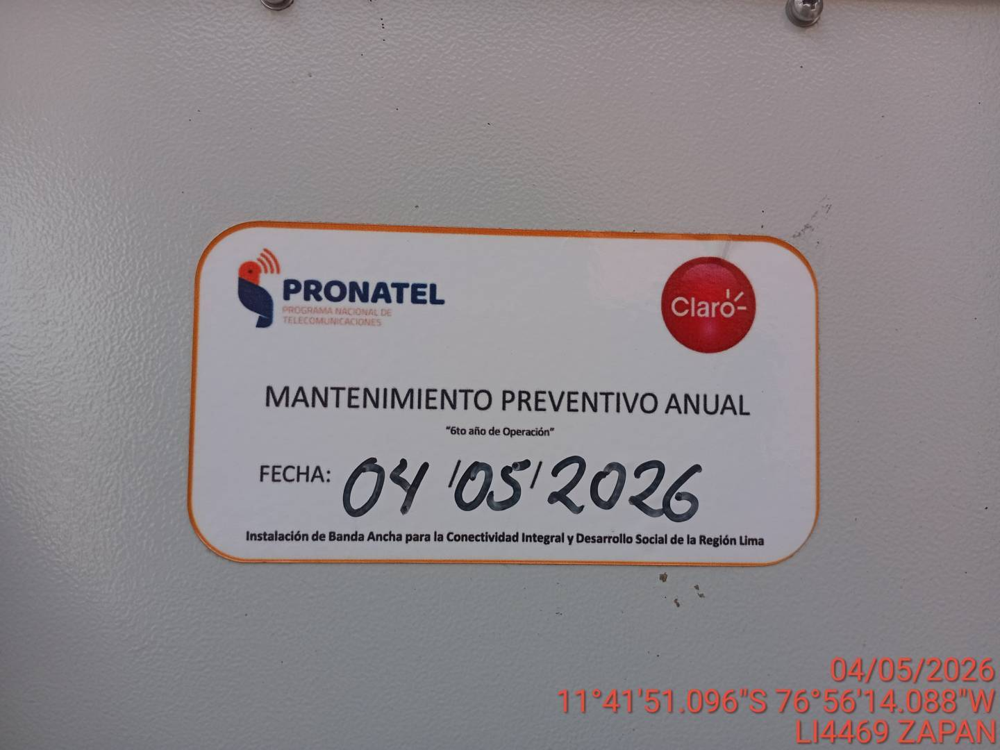 PRONATEL
PROGRAMA NACIONAL DE
TELECOMUNICACIONES
Claro-
MANTENIMIENTO PREVENTIVO ANUAL
"6to año de Operación"
FECHA: 04/05/2026
Instalación de Banda Ancha para la Conectividad Integral y Desarrollo Social de la Región Lima
04/05/2026
11°41'51.096"S 76°56'14.088"W
LI4469 ZAPAN